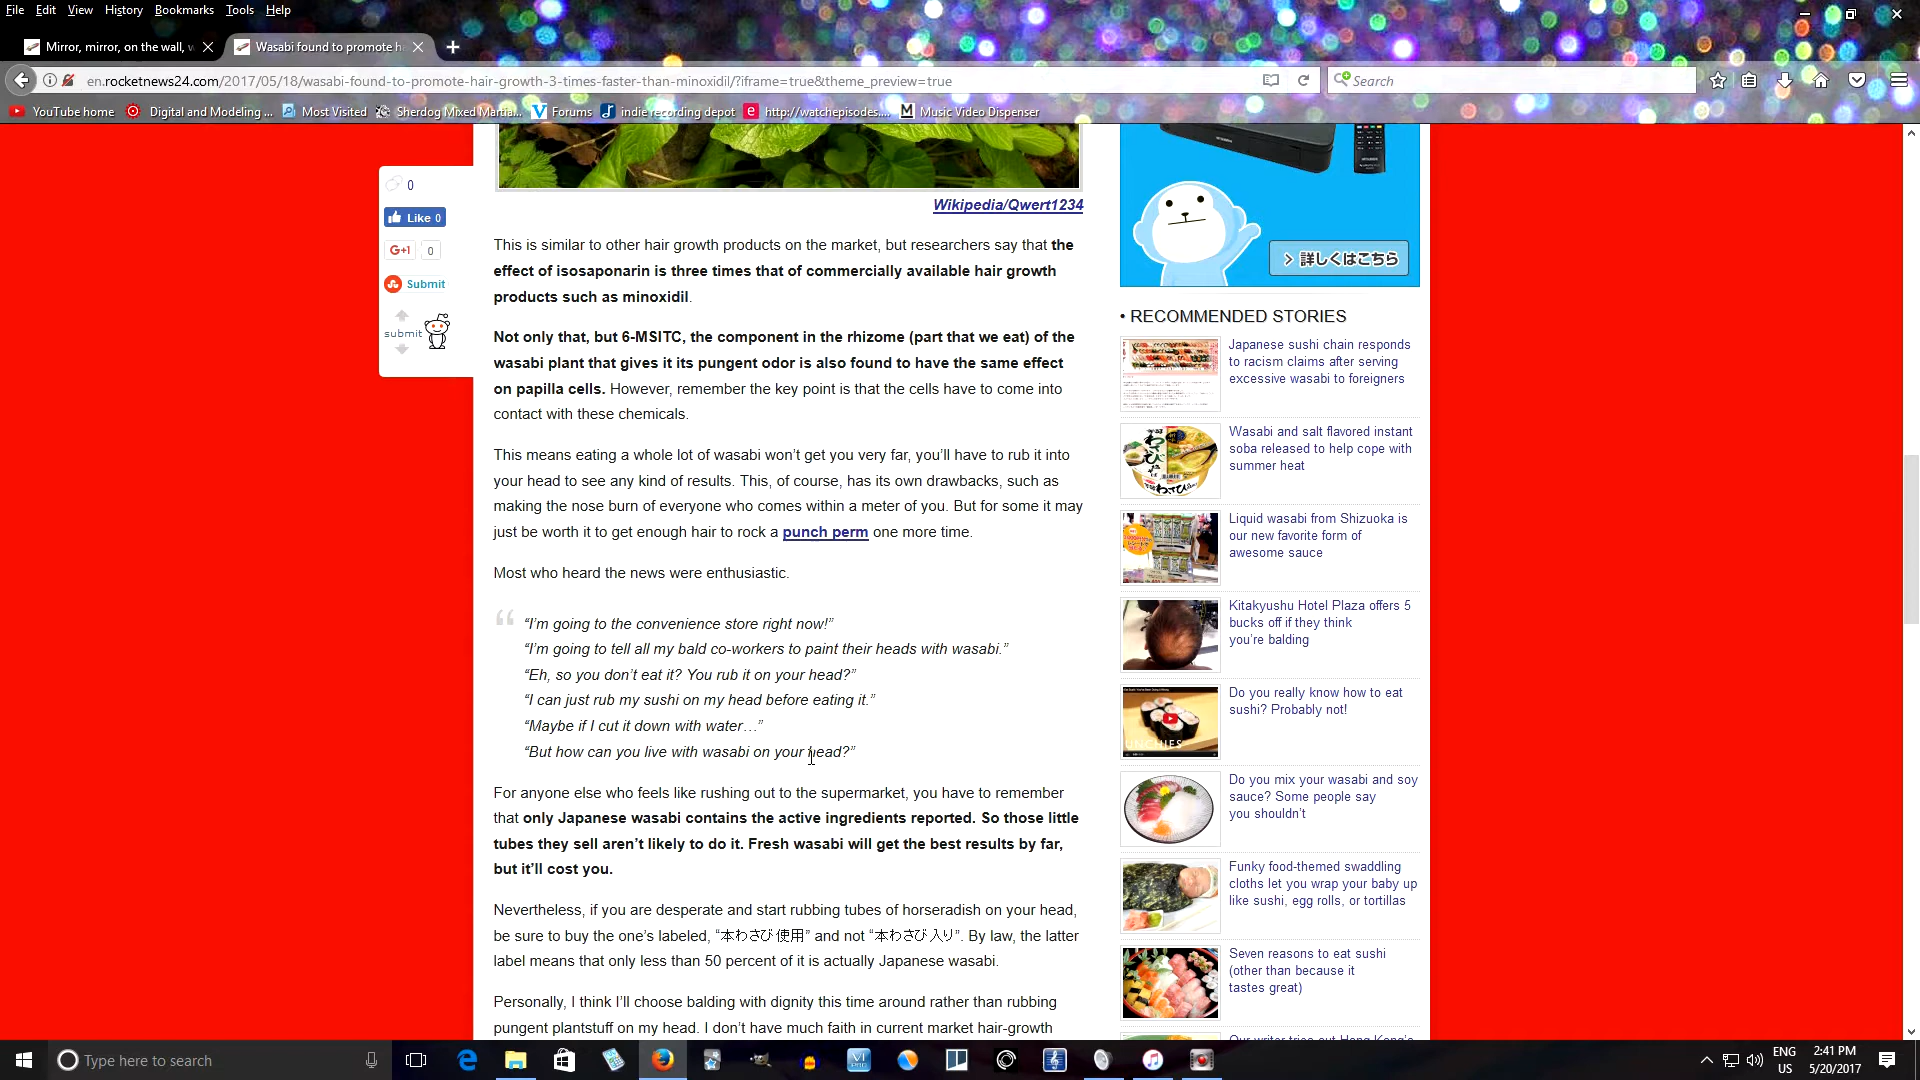 File Edit View History Bookmarks Tools Help
Mirror, mirror, on the wall, w
Wasabi found to promote ha
en.rocketnews24.com/2017/05/18/wasabi-found-to-promote-hair-growth-3-times-faster-than-minoxidil/?iframe=true&theme_preview=true
Search
YouTube home Digital and Modeling ... Most Visited Sherdog Mixed Martia... Forums indie recording depot http://watchepisodes.... Music Video Dispenser
0
Like 0
G+1 0
Submit
submit
Wikipedia/Qwert1234
This is similar to other hair growth products on the market, but researchers say that the
effect of isosaponarin is three times that of commercially available hair growth
products such as minoxidil.
Not only that, but 6-MSITC, the component in the rhizome (part that we eat) of the
wasabi plant that gives it its pungent odor is also found to have the same effect
on papilla cells. However, remember the key point is that the cells have to come into
contact with these chemicals.
This means eating a whole lot of wasabi won’t get you very far, you’ll have to rub it into
your head to see any kind of results. This, of course, has its own drawbacks, such as
making the nose burn of everyone who comes within a meter of you. But for some it may
just be worth it to get enough hair to rock a punch perm one more time.
Most who heard the news were enthusiastic.
“I’m going to the convenience store right now!”
“I’m going to tell all my bald co-workers to paint their heads with wasabi.”
“Eh, so you don’t eat it? You rub it on your head?”
“I can just rub my sushi on my head before eating it.”
“Maybe if I cut it down with water…”
“But how can you live with wasabi on your head?”
For anyone else who feels like rushing out to the supermarket, you have to remember
that only Japanese wasabi contains the active ingredients reported. So those little
tubes they sell aren’t likely to do it. Fresh wasabi will get the best results by far,
but it’ll cost you.
Nevertheless, if you are desperate and start rubbing tubes of horseradish on your head,
be sure to buy the one’s labeled, “本わさび使用” and not “本わさび入り”. By law, the latter
label means that only less than 50 percent of it is actually Japanese wasabi.
Personally, I think I’ll choose balding with dignity this time around rather than rubbing
pungent plantstuff on my head. I don’t have much faith in current market hair-growth
> 詳しくはこちら
• RECOMMENDED STORIES
Japanese sushi chain responds
to racism claims after serving
excessive wasabi to foreigners
Wasabi and salt flavored instant
soba released to help cope with
summer heat
Liquid wasabi from Shizuoka is
our new favorite form of
awesome sauce
Kitakyushu Hotel Plaza offers 5
bucks off if they think
you’re balding
Do you really know how to eat
sushi? Probably not!
Do you mix your wasabi and soy
sauce? Some people say
you shouldn’t
Funky food-themed swaddling
cloths let you wrap your baby up
like sushi, egg rolls, or tortillas
Seven reasons to eat sushi
(other than because it
tastes great)
Our writer tries out Hong Kong’s
Type here to search
ENG
US
2:41 PM
5/20/2017